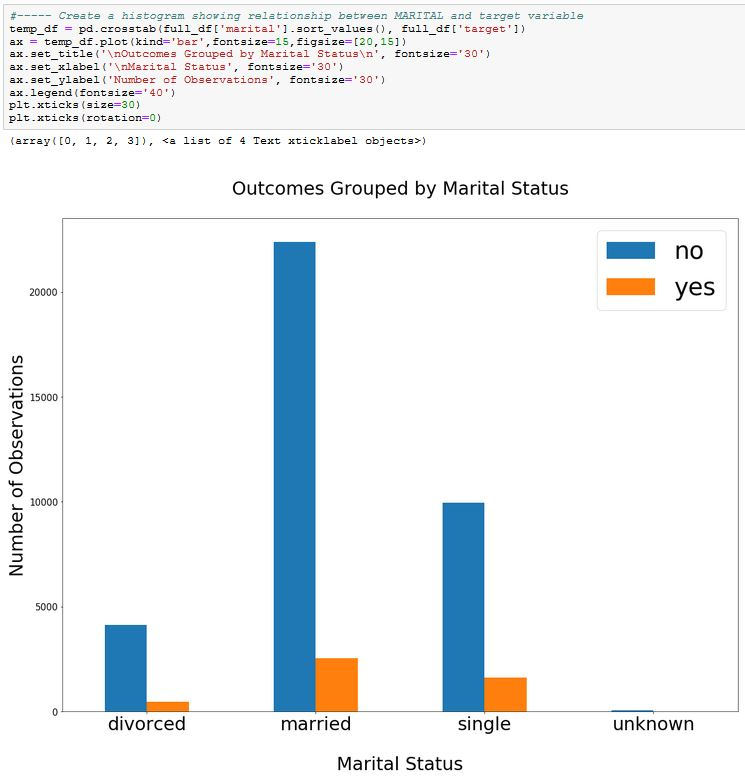 #----- Create a histogram showing relationship between MARITAL and target variable
temp_df = pd.crosstab(full_df['marital'].sort_values(), full_df['target'])
ax = temp_df.plot(kind='bar',fontsize=15,figsize=[20,15])
ax.set_title('\nOutcomes Grouped by Marital Status\n', fontsize='30')
ax.set_xlabel('\nMarital Status', fontsize='30')
ax.set_ylabel('Number of Observations', fontsize='30')
ax.legend(fontsize='40')
plt.xticks(size=30)
plt.xticks(rotation=0)
(array([0, 1, 2, 3]), <a list of 4 Text xticklabel objects>)
Outcomes Grouped by Marital Status
no
yes
Number of Observations
20000
15000
10000
5000
0
divorced married single unknown
Marital Status